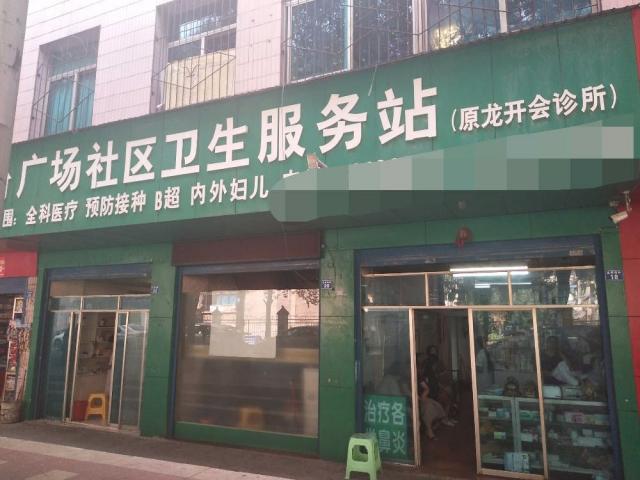 广场社区卫生服务站(原龙开会诊所)
围：全科医疗 预防接种 B超 内外妇儿
治疗各
鼻炎
18